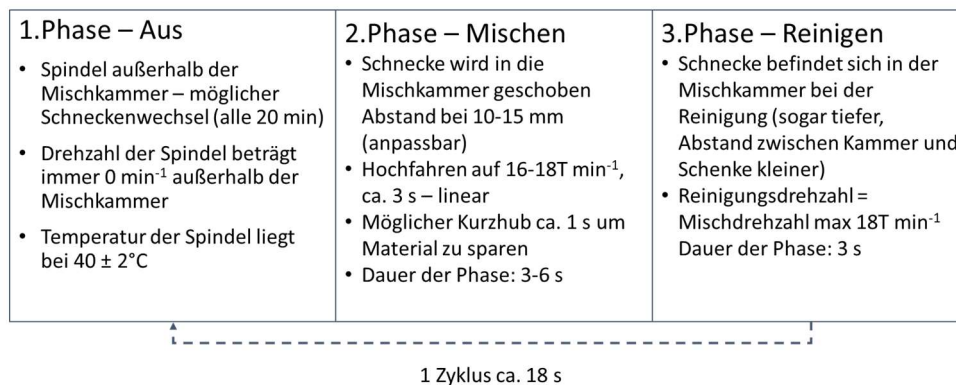 1.Phase – Aus
• Spindel außerhalb der
Mischkammer – möglicher
Schneckenwechsel (alle 20 min)
• Drehzahl der Spindel beträgt
immer 0 min⁻¹ außerhalb der
Mischkammer
• Temperatur der Spindel liegt
bei 40 ± 2°C
2.Phase – Mischen
• Schnecke wird in die
Mischkammer geschoben
Abstand bei 10-15 mm
(anpassbar)
• Hochfahren auf 16-18T min⁻¹,
ca. 3 s – linear
• Möglicher Kurzhub ca. 1 s um
Material zu sparen
• Dauer der Phase: 3-6 s
3.Phase – Reinigen
• Schnecke befindet sich in der
Mischkammer bei der
Reinigung (sogar tiefer,
Abstand zwischen Kammer und
Schenke kleiner)
• Reinigungsdrehzahl =
Mischdrehzahl max 18T min⁻¹
Dauer der Phase: 3 s
1 Zyklus ca. 18 s